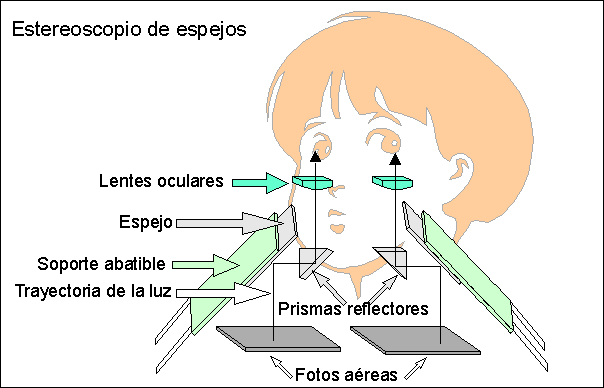 Estereoscopio de espejos
Lentes oculares
Espejo
Soporte abatible
Trayectoria de la luz
Prismas reflectores
Fotos aéreas